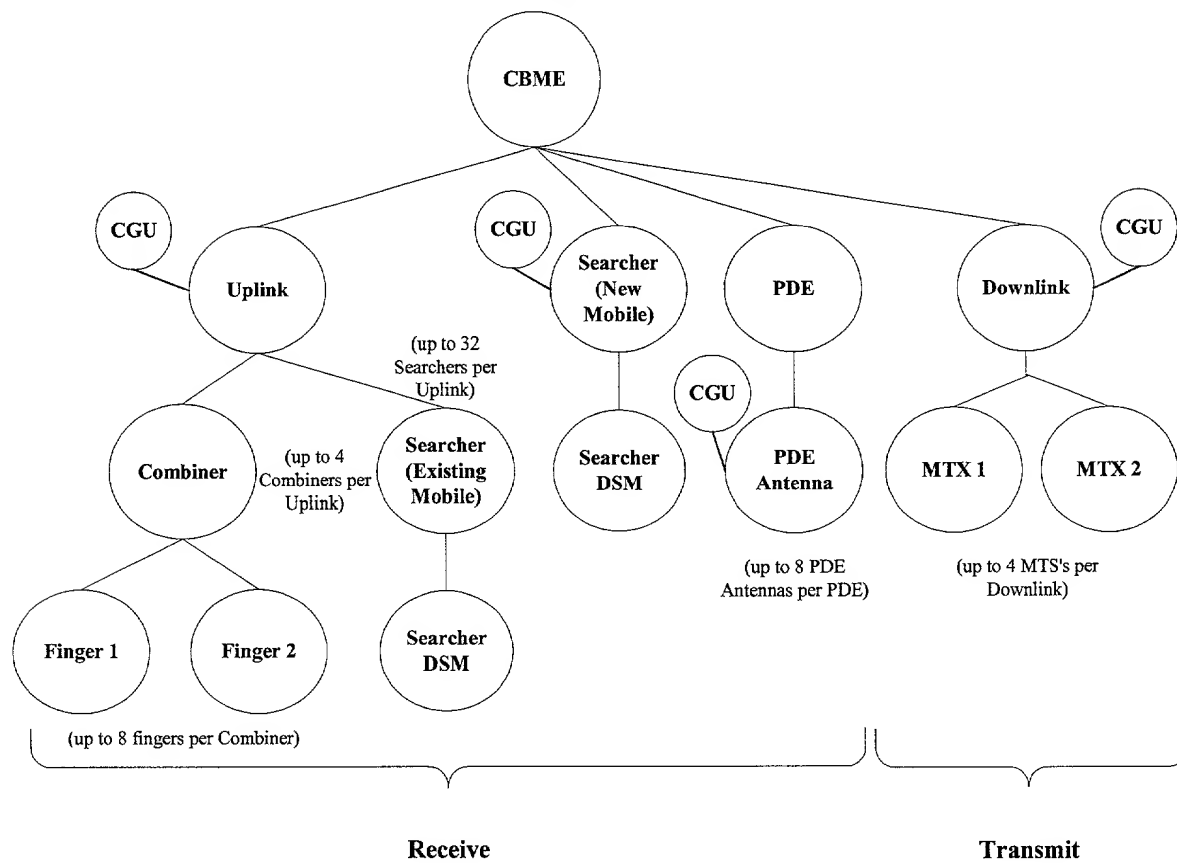 CBME
CGU
CGU
CGU
Uplink
Searcher
(New
Mobile)
PDE
Downlink
(up to 32
Searchers per
Uplink)
CGU
Combiner
(up to 4
Combiners per
Uplink)
Searcher
(Existing
Mobile)
Searcher
DSM
PDE
Antenna
MTX 1
MTX 2
(up to 8 PDE
Antennas per PDE)
(up to 4 MTS's per
Downlink)
Finger 1
Finger 2
Searcher
DSM
(up to 8 fingers per Combiner)
Receive
Transmit